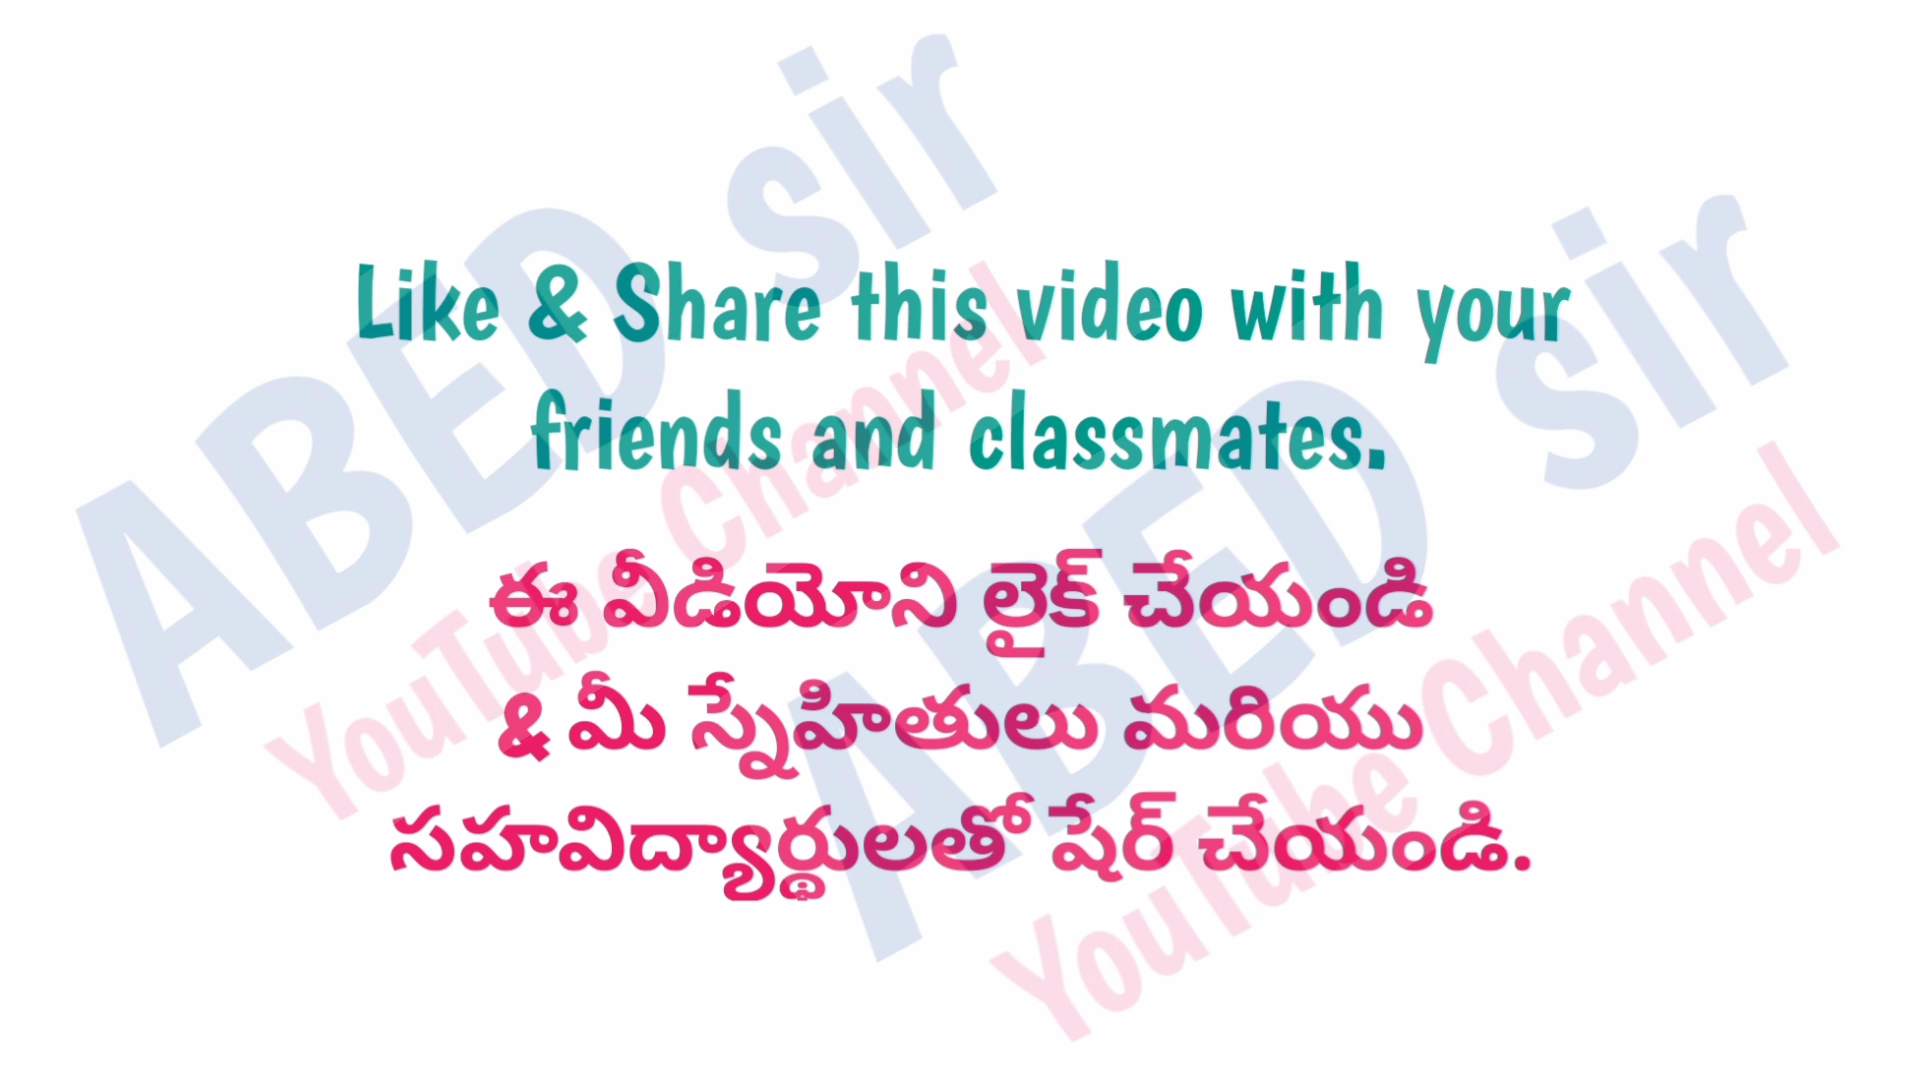 Like & Share this video with your
friends and classmates.
ఈ వీడియోని లైక్ చేయండి
& మీ స్నేహితులు మరియు
సహవిద్యార్థులతో షేర్ చేయండి.
ABED sir
YouTube Channel
ABED sir
YouTube Channel